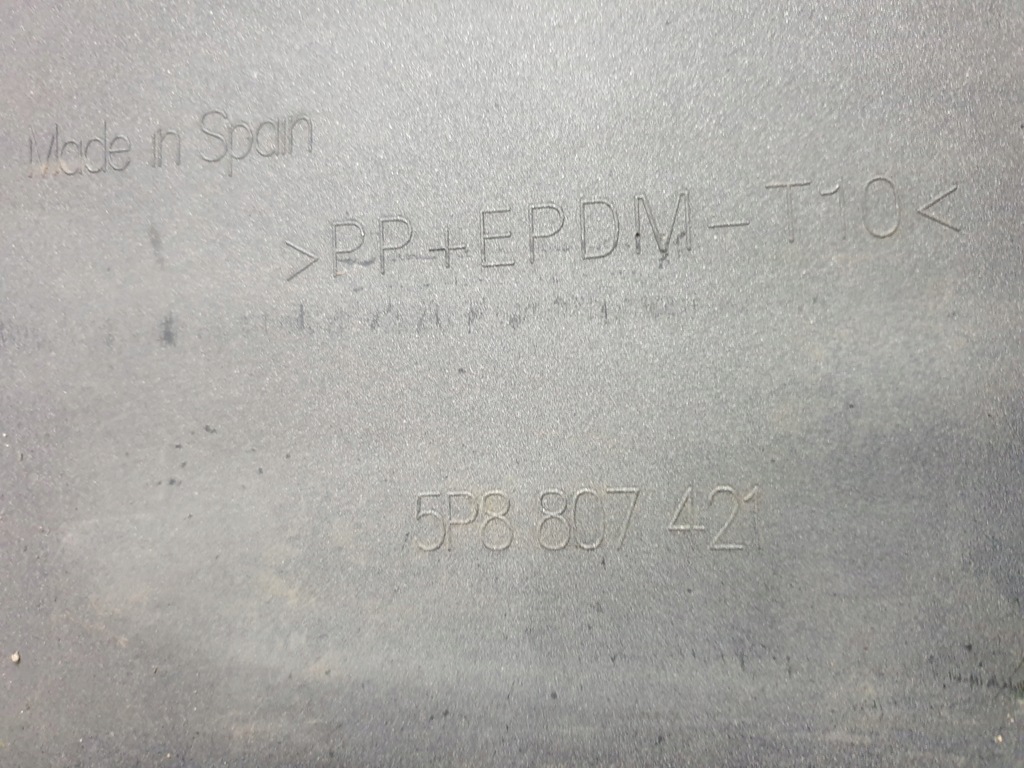 Made in Spain
>PP+EPDM-T10<
5P8 807 421